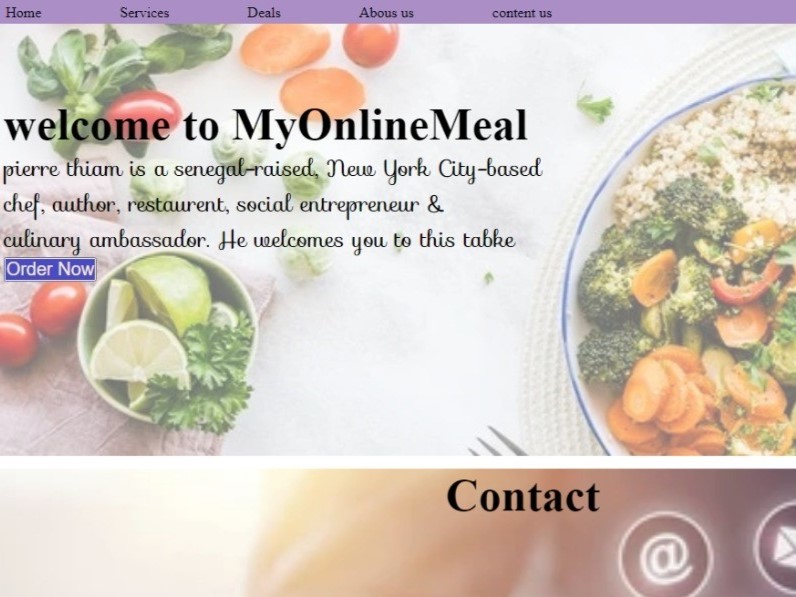 Home Services Deals Abous us content us
welcome to MyOnlineMeal
pierre thiam is a senegal-raised, New York City-based
chef, author, restaurent, social entrepreneur &
culinary ambassador. He welcomes you to this tabke
Order Now
Contact
@